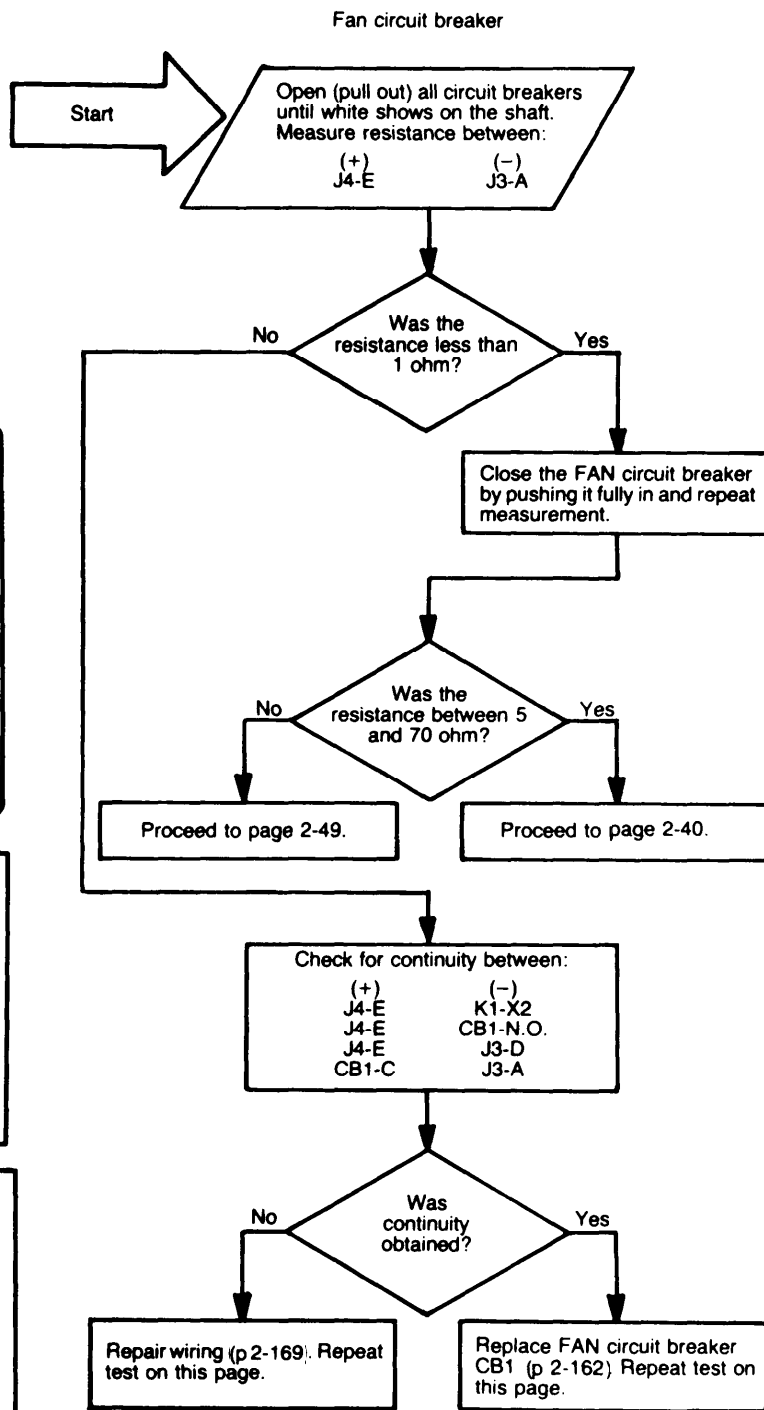 Fan circuit breaker
Start
Open (pull out) all circuit breakers
until white shows on the shaft.
Measure resistance between:
(+) (−)
J4-E J3-A
Was the
resistance less than
1 ohm?
No
Yes
Close the FAN circuit breaker
by pushing it fully in and repeat
measurement.
Was the
resistance between 5
and 70 ohm?
No
Yes
Proceed to page 2-49.
Proceed to page 2-40.
Check for continuity between:
(+) (−)
J4-E K1-X2
J4-E CB1-N.O.
J4-E J3-D
CB1-C J3-A
Was
continuity
obtained?
No
Yes
Repair wiring (p 2-169). Repeat
test on this page.
Replace FAN circuit breaker
CB1 (p 2-162) Repeat test on
this page.